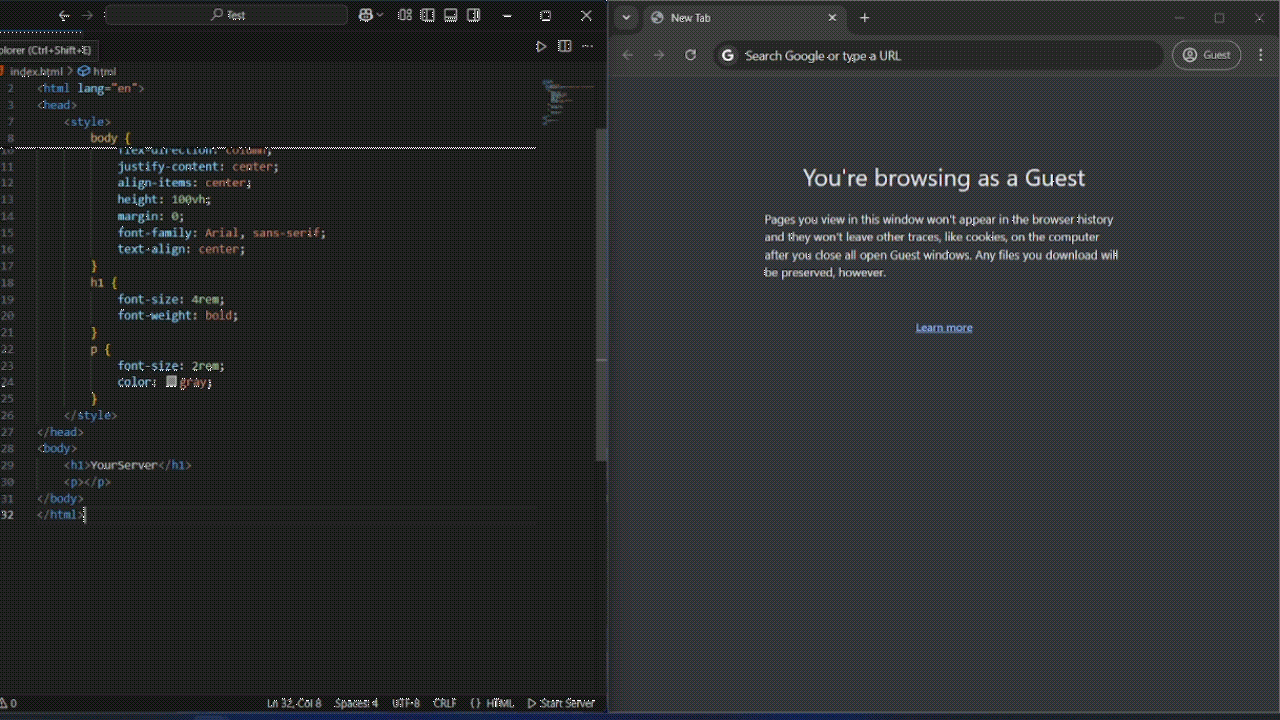 Test
plorer (Ctrl+Shift+E)
index.html > html
2 <html lang="en">
3 <head>
7 <style>
8 body {
10 flex-direction: column;
11 justify-content: center;
12 align-items: center;
13 height: 100vh;
14 margin: 0;
15 font-family: Arial, sans-serif;
16 text-align: center;
17 }
18 h1 {
19 font-size: 4rem;
20 font-weight: bold;
21 }
22 p {
23 font-size: 2rem;
24 color: gray;
25 }
26 </style>
27 </head>
28 <body>
29 <h1>YourServer</h1>
30 <p></p>
31 </body>
32 </html>
0 Ln 32, Col 8 Spaces: 4 UTF-8 CRLF {} HTML Start Server
New Tab
Search Google or type a URL
Guest
You're browsing as a Guest
Pages you view in this window won't appear in the browser history
and they won't leave other traces, like cookies, on the computer
after you close all open Guest windows. Any files you download will
be preserved, however.
Learn more